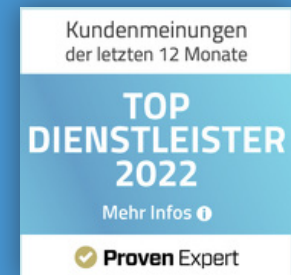 Kundenmeinungen
der letzten 12 Monate
TOP
DIENSTLEISTER
2022
Mehr Infos
Proven Expert